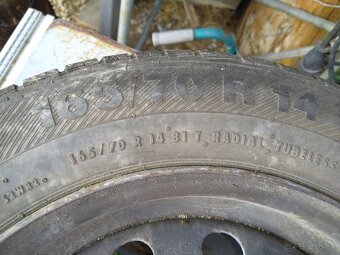 165/70 R 14
165/70 R 14 81 T, RADIAL, TUBELESS